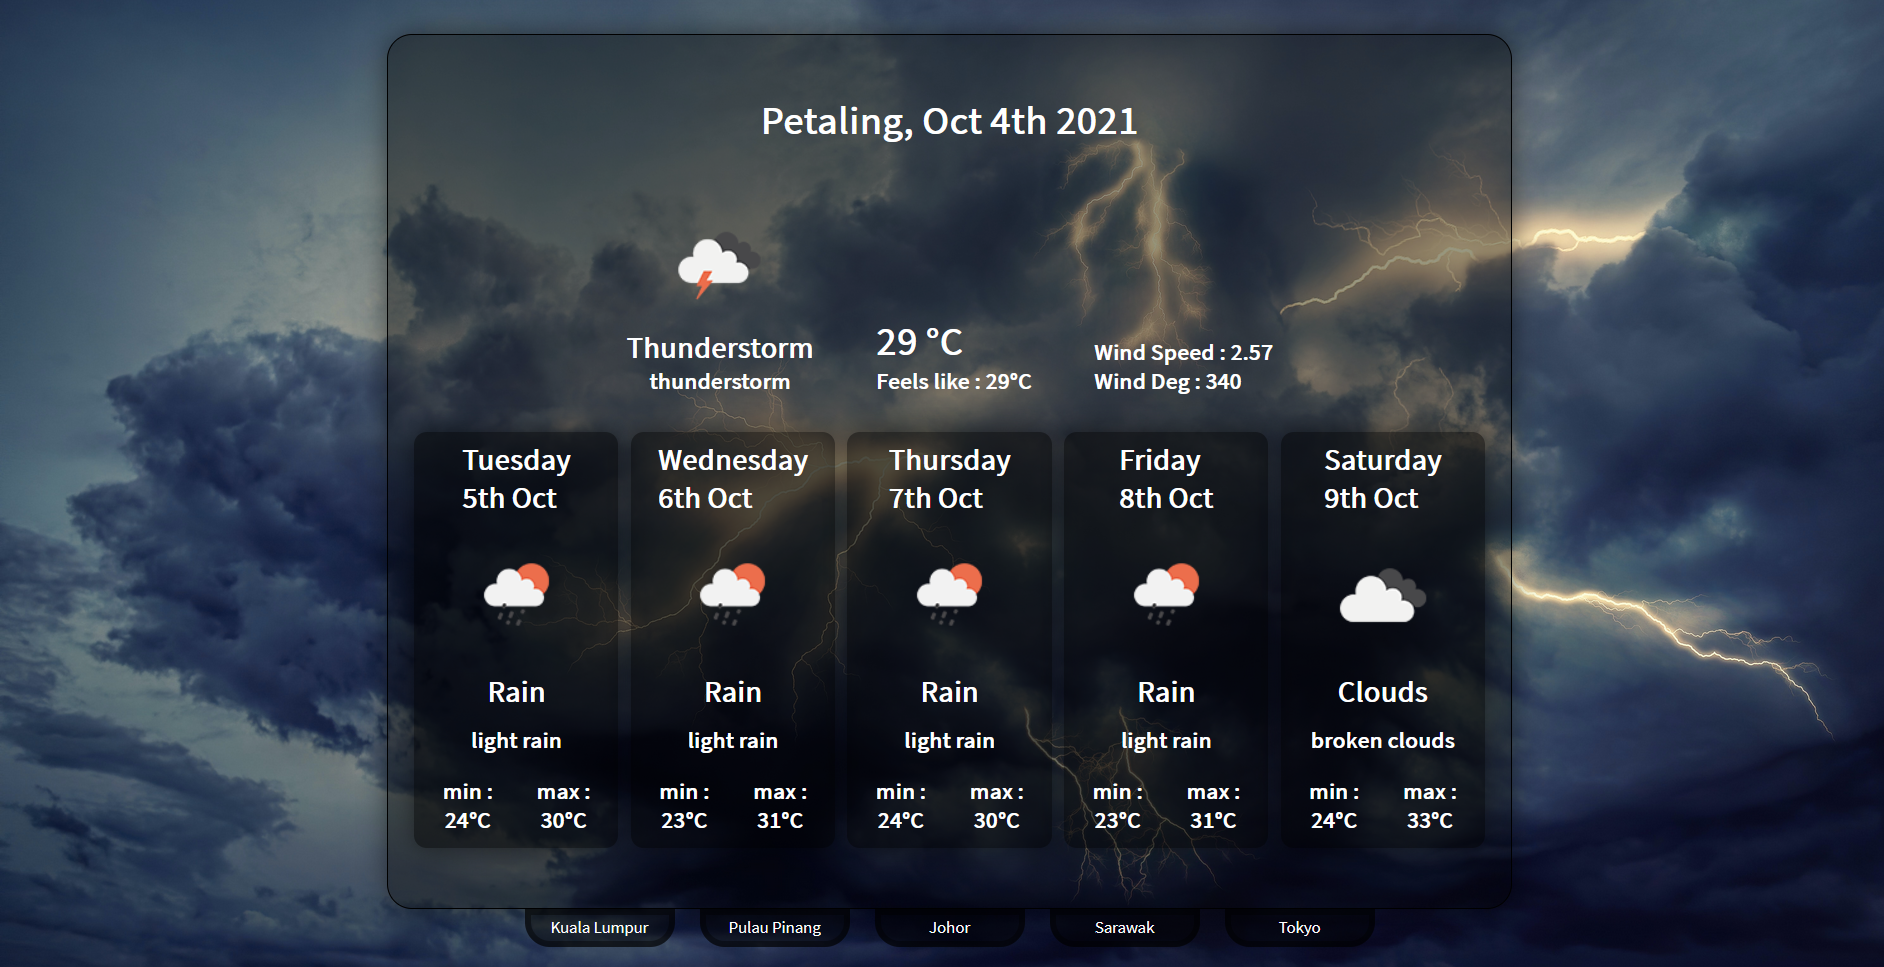 Petaling, Oct 4th 2021
Thunderstorm
thunderstorm
29 °C
Feels like : 29°C
Wind Speed : 2.57
Wind Deg : 340
Tuesday
5th Oct
Rain
light rain
min : max :
24°C 30°C
Wednesday
6th Oct
Rain
light rain
min : max :
23°C 31°C
Thursday
7th Oct
Rain
light rain
min : max :
24°C 30°C
Friday
8th Oct
Rain
light rain
min : max :
23°C 31°C
Saturday
9th Oct
Clouds
broken clouds
min : max :
24°C 33°C
Kuala Lumpur
Pulau Pinang
Johor
Sarawak
Tokyo